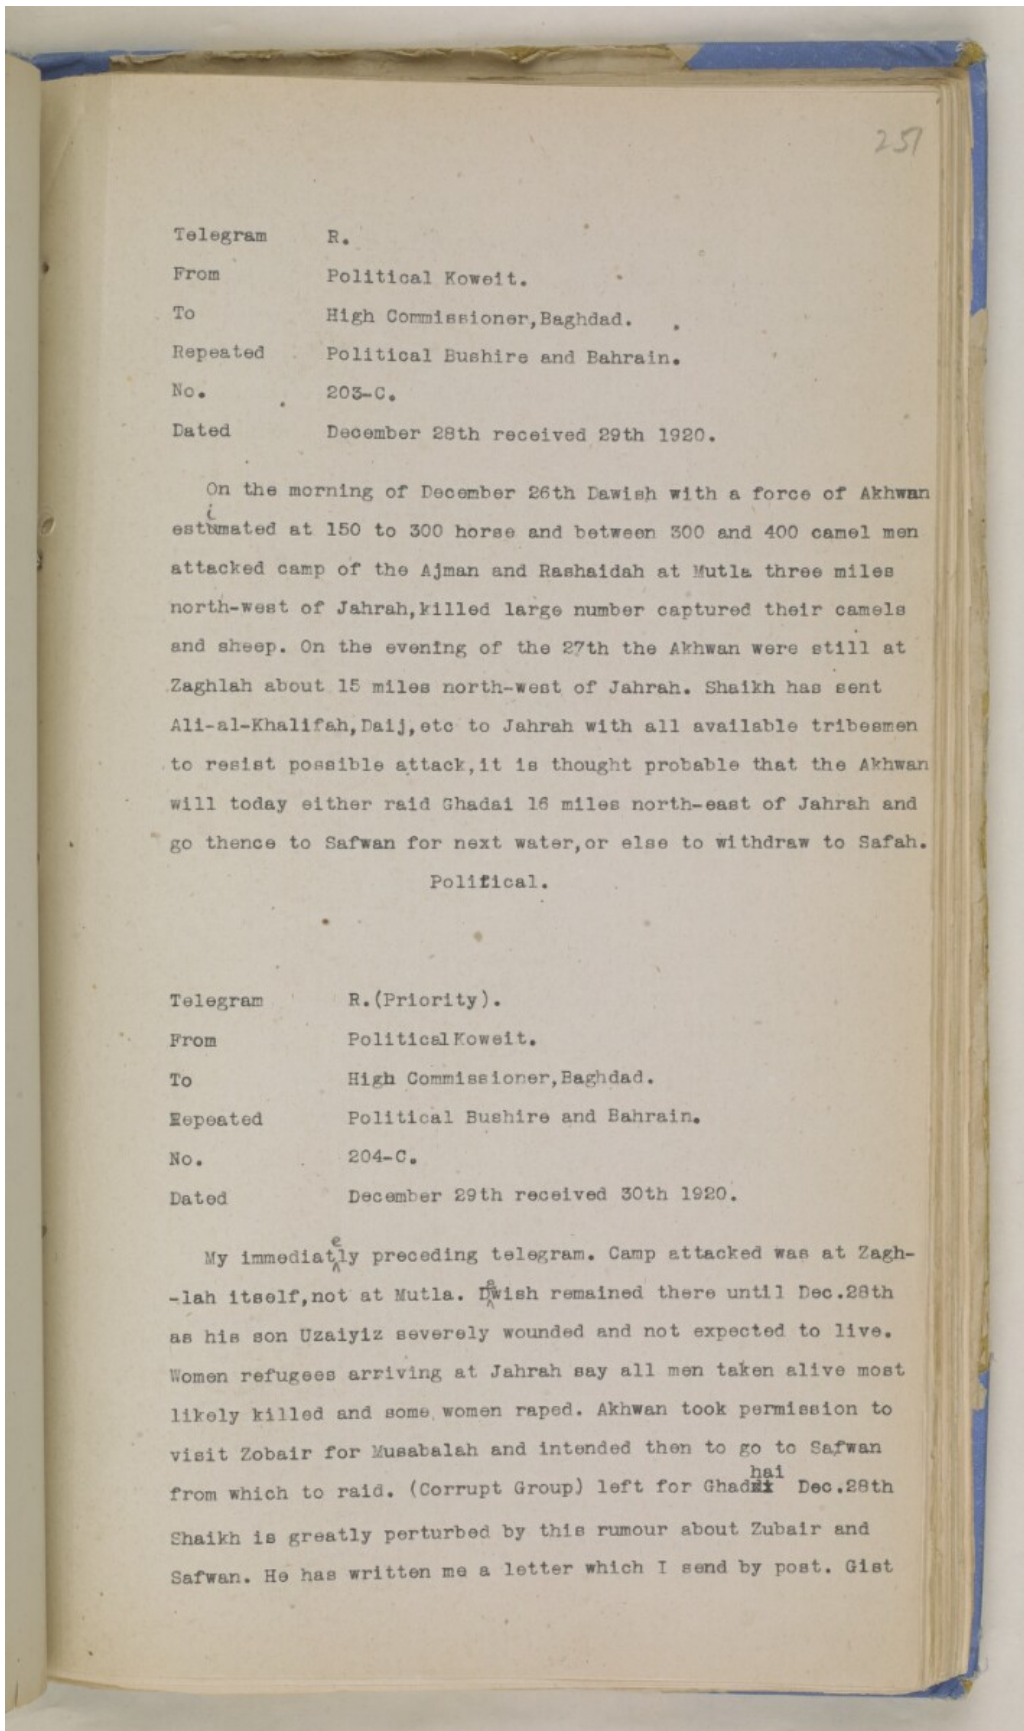 251
Telegram R.
From Political Koweit.
To High Commissioner,Baghdad.
Repeated Political Bushire and Bahrain.
No. 203-C.
Dated December 28th received 29th 1920.
On the morning of December 26th Dawish with a force of Akhwan
estimated at 150 to 300 horse and between 300 and 400 camel men
attacked camp of the Ajman and Rashaidah at Mutla three miles
north-west of Jahrah,killed large number captured their camels
and sheep. On the evening of the 27th the Akhwan were still at
Zaghlah about 15 miles north-west of Jahrah. Shaikh has sent
Ali-al-Khalifah,Daij,etc to Jahrah with all available tribesmen
to resist possible attack,it is thought probable that the Akhwan
will today either raid Ghadai 16 miles north-east of Jahrah and
go thence to Safwan for next water,or else to withdraw to Safah.
Political.
Telegram R.(Priority).
From Political Koweit.
To High Commissioner,Baghdad.
Repeated Political Bushire and Bahrain.
No. 204-C.
Dated December 29th received 30th 1920.
My immediately preceding telegram. Camp attacked was at Zagh-
-lah itself,not at Mutla. Dawish remained there until Dec.28th
as his son Uzaiyiz severely wounded and not expected to live.
Women refugees arriving at Jahrah say all men taken alive most
likely killed and some women raped. Akhwan took permission to
visit Zobair for Musabalah and intended then to go to Safwan
from which to raid. (Corrupt Group) left for Ghadhai Dec.28th
Shaikh is greatly perturbed by this rumour about Zubair and
Safwan. He has written me a letter which I send by post. Gist